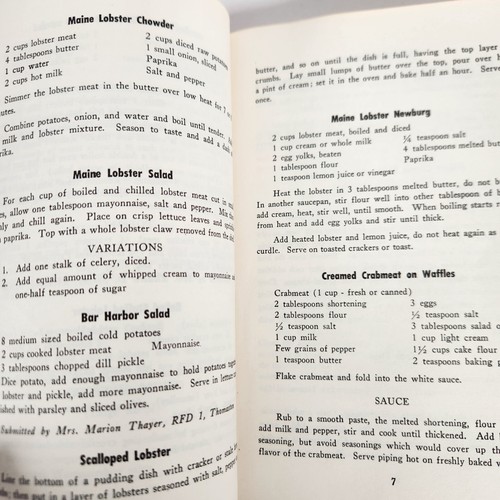 Maine Lobster Chowder
2 cups lobster meat
4 tablespoons butter
1 cup water
2 cups hot milk
2 cups diced raw potatoes
1 small onion, sliced
Paprika
Salt and pepper
Simmer the lobster meat in the butter over low heat for 7
utes.
Combine potatoes, onion, and water and boil until tender.
milk and lobster mixture. Season to taste and add a
rika.
Maine Lobster Salad
For each cup of boiled and chilled lobster meat cut in
es, allow one tablespoon mayonnaise, salt and pepper. Mix
ly and chill again. Place on crisp lettuce leaves and
paprika. Top with a whole lobster claw removed from the
VARIATIONS
1. Add one stalk of celery, diced.
2. Add equal amount of whipped cream to mayonnaise
one-half teaspoon of sugar
Bar Harbor Salad
8 medium sized boiled cold potatoes
2 cups cooked lobster meat Mayonnaise
3 tablespoons chopped dill pickle
Dice potato, add enough mayonnaise to hold potatoes
lobster and pickle, add more mayonnaise. Serve in
ished with parsley and sliced olives.
Submitted by Mrs. Marion Thayer, RFD 1,
Scalloped Lobster
the bottom of a pudding dish with cracker or
then put in a layer of lobsters seasoned with salt,
butter, and so on until the dish is full, having the top layer
crumbs. Lay small lumps of butter over the top, pour over
a pint of cream; set it in the oven and bake half an hour.
once.
Maine Lobster Newburg
2 cups lobster meat, boiled and diced
1 cup cream or whole milk
2 egg yolks, beaten
1 tablespoon flour
1 teaspoon lemon juice or vinegar
¼ teaspoon salt
4 tablespoons melted
Paprika
Heat the lobster in 3 tablespoons melted butter, do not
In another saucepan, stir flour well into other tablespoon of
add cream, heat, stir well, until smooth. When boiling starts
from heat and add egg yolks and stir until thick.
Add heated lobster and lemon juice, do not heat again as
curdle. Serve on toasted crackers or toast.
Creamed Crabmeat on Waffles
Crabmeat (1 cup - fresh or canned)
2 tablespoons shortening
2 tablespoons flour
½ teaspoon salt
1 cup milk
Few grains of pepper
1 teaspoon butter
3 eggs
½ teaspoon salt
3 tablespoons salad
1 cup light cream
1½ cups cake flour
2 teaspoons baking
Flake crabmeat and fold into the white sauce.
SAUCE
Rub to a smooth paste, the melted shortening, flour
add milk and pepper, stir and cook until thickened. Add
seasoning, but avoid seasonings which would cover up
flavor of the crabmeat. Serve piping hot on freshly baked
7